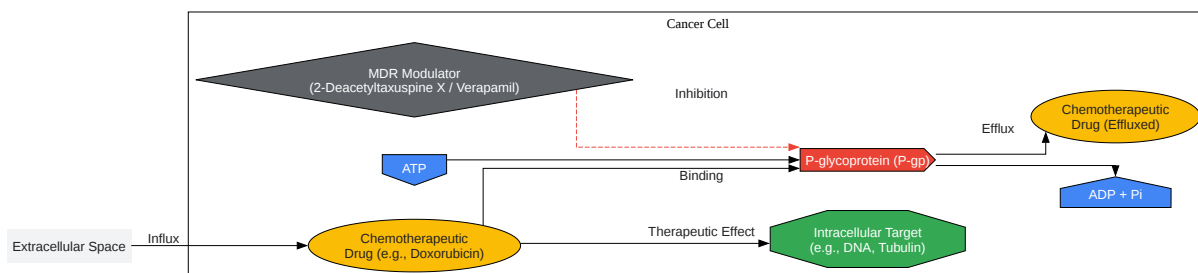 Cancer Cell
MDR Modulator
(2-Deacetyltaxuspine X / Verapamil)
Inhibition
Chemotherapeutic
Drug (Effluxed)
Efflux
P-glycoprotein (P-gp)
ATP
Binding
ADP + Pi
Extracellular Space
Influx
Chemotherapeutic
Drug (e.g., Doxorubicin)
Therapeutic Effect
Intracellular Target
(e.g., DNA, Tubulin)